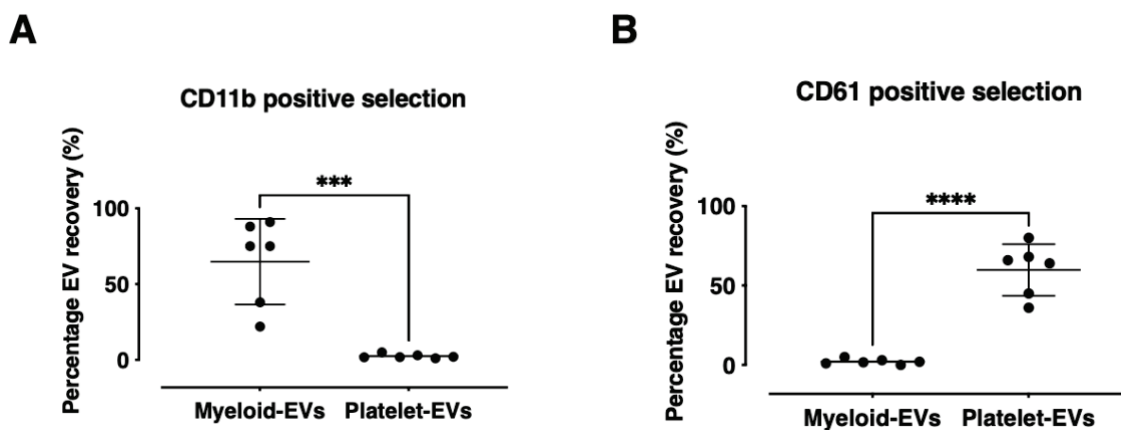 A
CD11b positive selection
Percentage EV recovery (%)
***
100
50
0
Myeloid-EVs Platelet-EVs
B
CD61 positive selection
Percentage EV recovery (%)
****
100
50
0
Myeloid-EVs Platelet-EVs